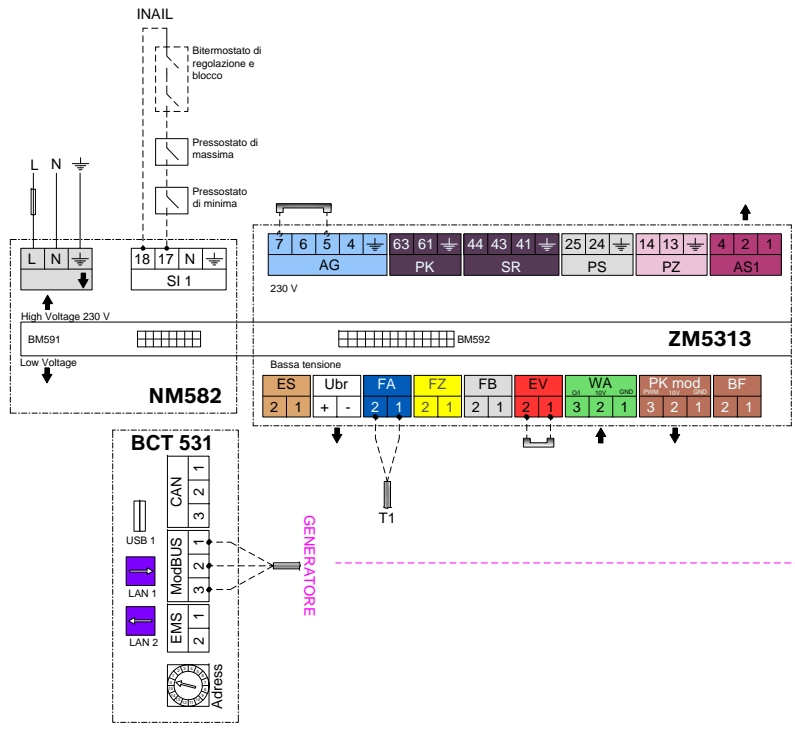 INAIL
Bitermostato di
regolazione e
blocco
Pressostato di
massima
Pressostato
di minima
L N
L N
18 17 N
SI 1
7 6 5 4
AG
63 61
PK
44 43 41
SR
25 24
PS
14 13
PZ
4 2 1
AS1
230 V
High Voltage 230 V
BM591
BM592
ZM5313
Low Voltage
NM582
Bassa tensione
ES
2 1
Ubr
+ -
FA
2 1
FZ
2 1
FB
2 1
EV
2 1
WA
O/I 10V GND
3 2 1
PK mod
PWM 10V GND
3 2 1
BF
2 1
T1
BCT 531
CAN
1
2
3
USB 1
ModBUS
1
2
3
LAN 1
EMS
1
2
LAN 2
Adress
GENERATORE